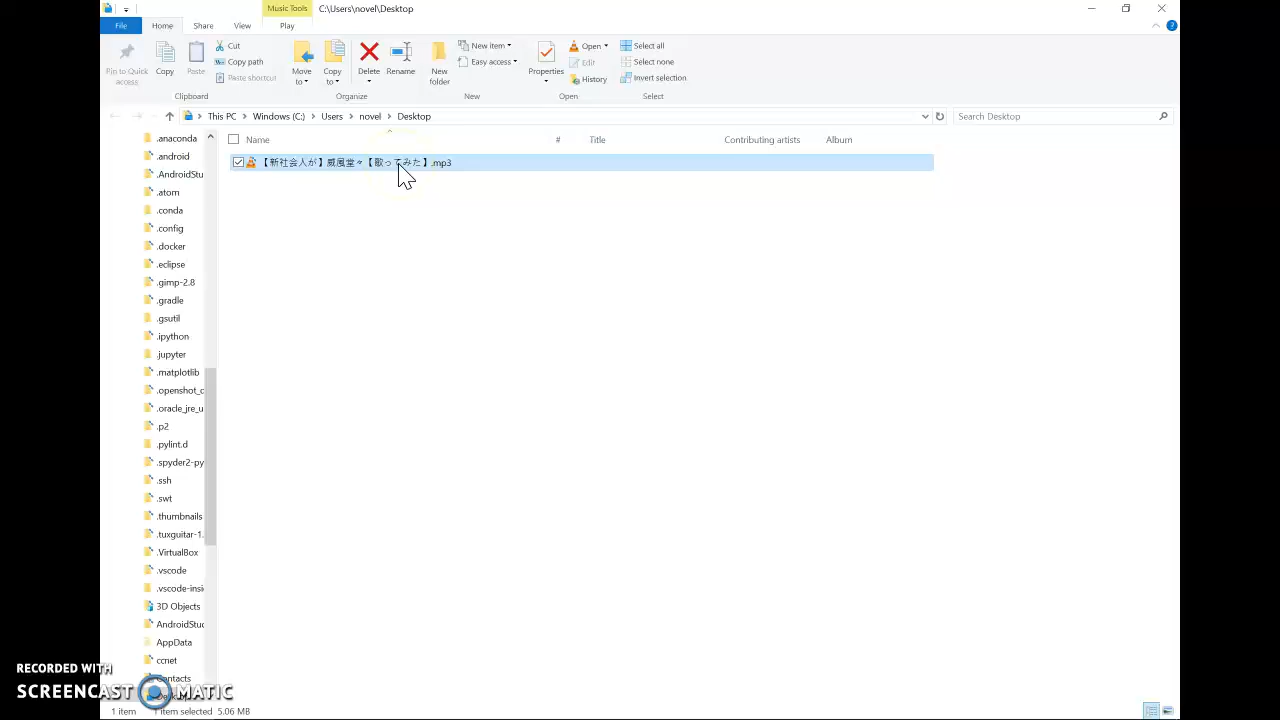 Music Tools
C:\Users\novel\Desktop
File
Home
Share
View
Play
Pin to Quick access
Copy
Paste
Cut
Copy path
Paste shortcut
Clipboard
Move to
Copy to
Delete
Rename
Organize
New folder
New item
Easy access
New
Properties
Open
Edit
History
Open
Select all
Select none
Invert selection
Select
This PC > Windows (C:) > Users > novel > Desktop
Search Desktop
Name
#
Title
Contributing artists
Album
【新社会人が】威風堂々【歌ってみた】.mp3
.anaconda
.android
.AndroidStu
.atom
.conda
.config
.docker
.eclipse
.gimp-2.8
.gradle
.gsutil
.ipython
.jupyter
.matplotlib
.openshot_c
.oracle_jre_u
.p2
.pylint.d
.spyder2-py
.ssh
.swt
.thumbnails
.tuxguitar-1.
.VirtualBox
.vscode
.vscode-insi
3D Objects
AndroidStu
AppData
ccnet
Contacts
RECORDED WITH
SCREENCAST MATIC
1 item
1 item selected
5.06 MB